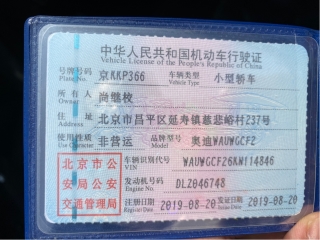 中华人民共和国机动车行驶证
Vehicle License of the People's Republic of China
号牌号码 京KKP366 车辆类型 小型轿车
Plate No. Vehicle Type
所有人 尚继枚
Owner
住址 北京市昌平区延寿镇慈悲峪村237号
Address
使用性质 非营运 品牌型号 奥迪WAUWGCF2
Use Character Model
北京市公安局公安交通管理局
车辆识别代号 WAUWGCF26KN114846
VIN
发动机号码 DLZ046748
Engine No.
注册日期 2019-08-20 发证日期 2019-08-20
Register Date Issue Date